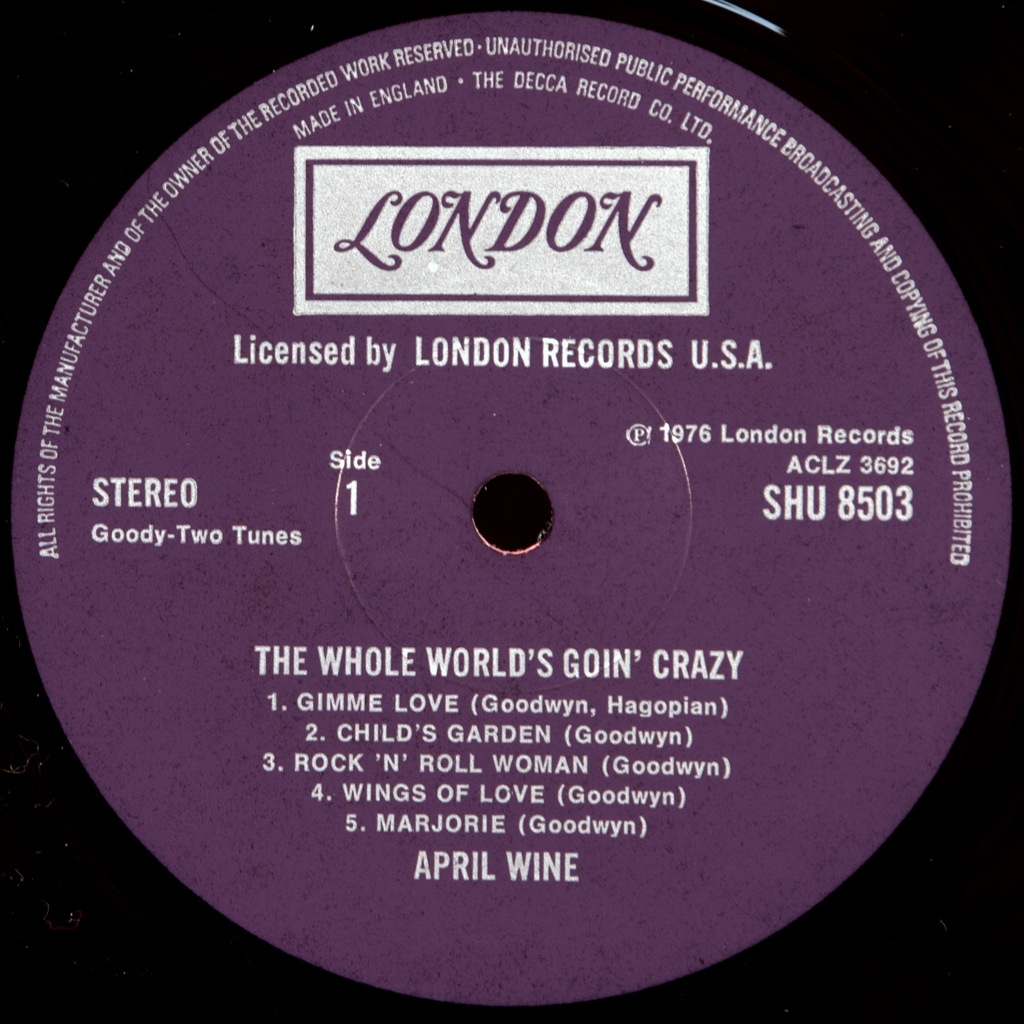 ALL RIGHTS OF THE MANUFACTURER AND OF THE OWNER OF THE RECORDED WORK RESERVED · UNAUTHORISED PUBLIC PERFORMANCE BROADCASTING AND COPYING OF THIS RECORD PROHIBITED
MADE IN ENGLAND · THE DECCA RECORD CO. LTD.
LONDON
Licensed by LONDON RECORDS U.S.A.
℗ 1976 London Records
ACLZ 3692
SHU 8503
Side
1
STEREO
Goody-Two Tunes
THE WHOLE WORLD'S GOIN' CRAZY
1. GIMME LOVE (Goodwyn, Hagopian)
2. CHILD'S GARDEN (Goodwyn)
3. ROCK 'N' ROLL WOMAN (Goodwyn)
4. WINGS OF LOVE (Goodwyn)
5. MARJORIE (Goodwyn)
APRIL WINE